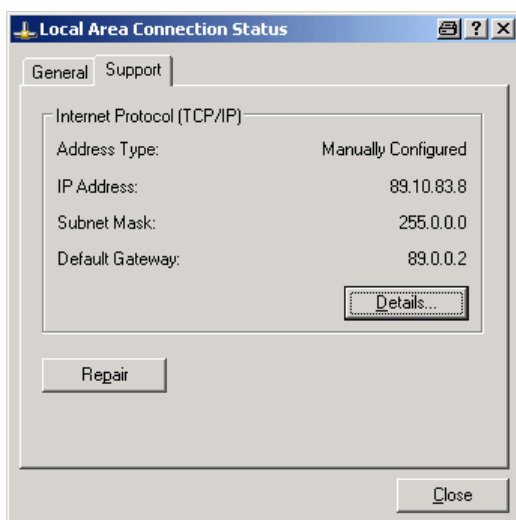 Local Area Connection Status
General Support
Internet Protocol (TCP/IP)
Address Type: Manually Configured
IP Address: 89.10.83.8
Subnet Mask: 255.0.0.0
Default Gateway: 89.0.0.2
Details...
Repair
Close